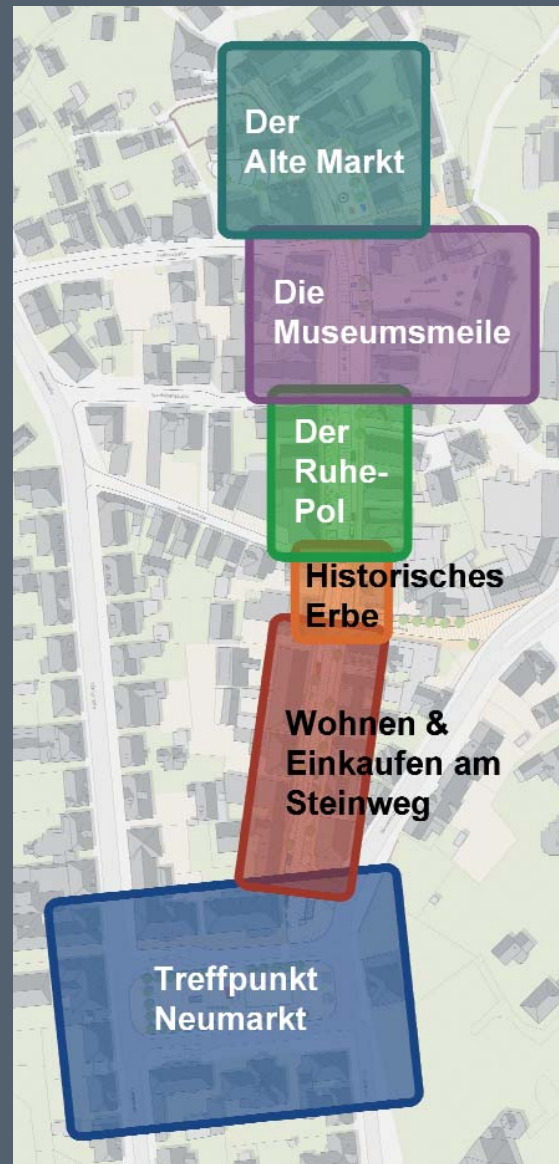 Der
Alte Markt
Die
Museumsmeile
Der
Ruhe-
Pol
Historisches
Erbe
Wohnen &
Einkaufen am
Steinweg
Treffpunkt
Neumarkt